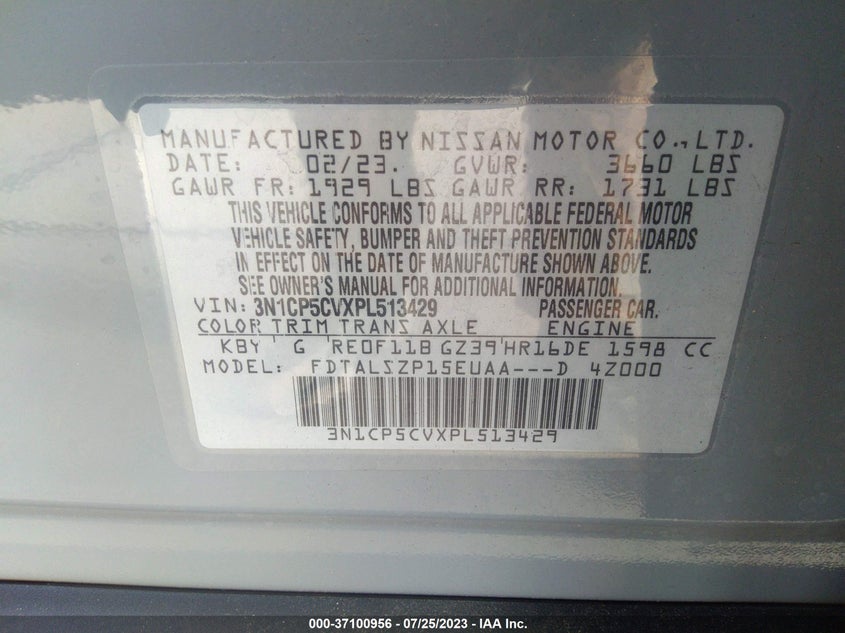 MANUFACTURED BY NISSAN MOTOR CO., LTD.
DATE: 02/23. GVWR: 3660 LBS
GAWR FR: 1929 LBS GAWR RR: 1731 LBS
THIS VEHICLE CONFORMS TO ALL APPLICABLE FEDERAL MOTOR
VEHICLE SAFETY, BUMPER AND THEFT PREVENTION STANDARDS
IN EFFECT ON THE DATE OF MANUFACTURE SHOWN ABOVE.
SEE OWNER'S MANUAL FOR ADDITIONAL INFORMATION.
VIN: 3N1CP5CVXPL513429 PASSENGER CAR.
COLOR TRIM TRANS AXLE ENGINE
KBY G RE0F11B GZ39 HR16DE 1598 CC
MODEL: FDTALSZP15EUAA---D 4Z000
3N1CP5CVXPL513429
000-37100956 - 07/25/2023 - IAA Inc.